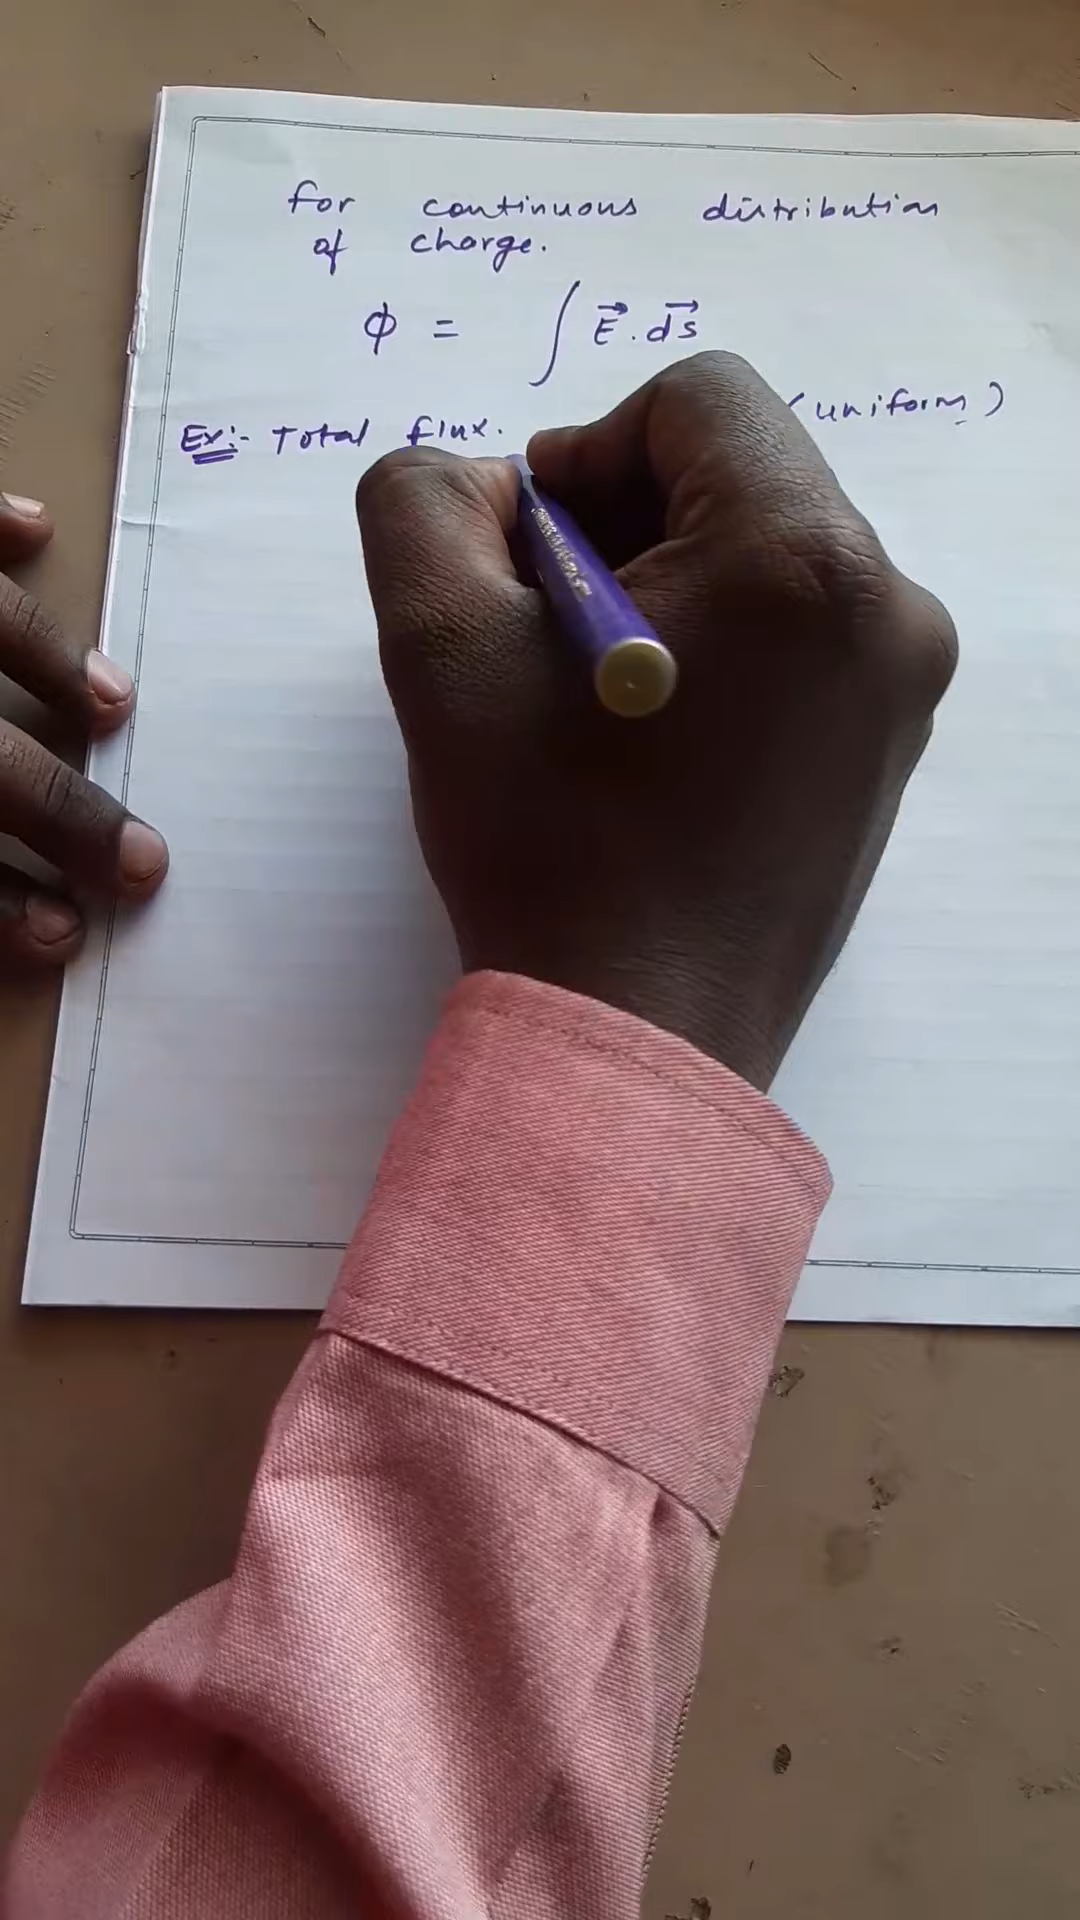 for continuous distribution
of charge.
ϕ = ∫ E⃗ . ds⃗
Ex:- Total flux. (uniform)